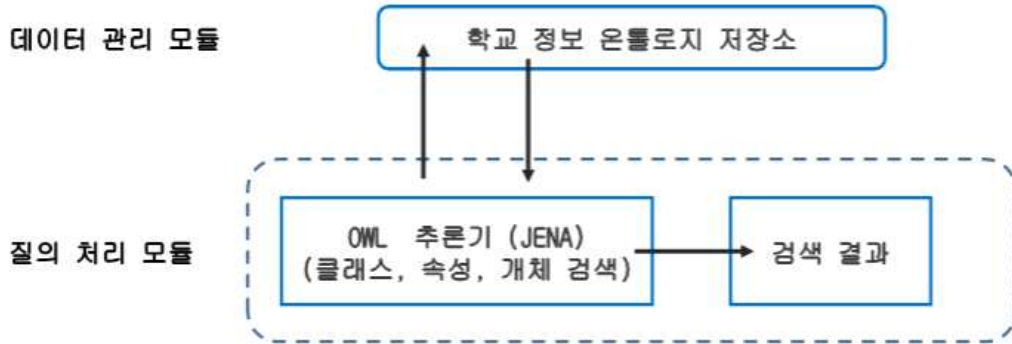 데이터 관리 모듈
학교 정보 온톨로지 저장소
질의 처리 모듈
OWL 추론기 (JENA)
(클래스, 속성, 개체 검색)
검색 결과